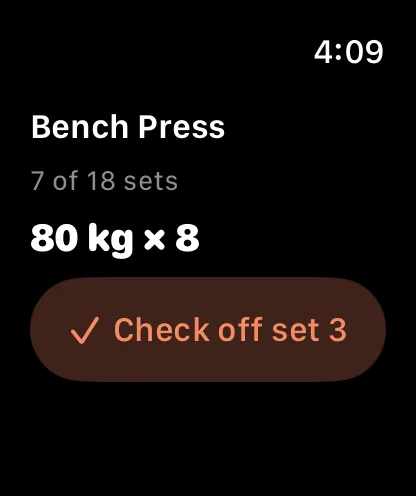 4:09
Bench Press
7 of 18 sets
80 kg × 8
✓ Check off set 3